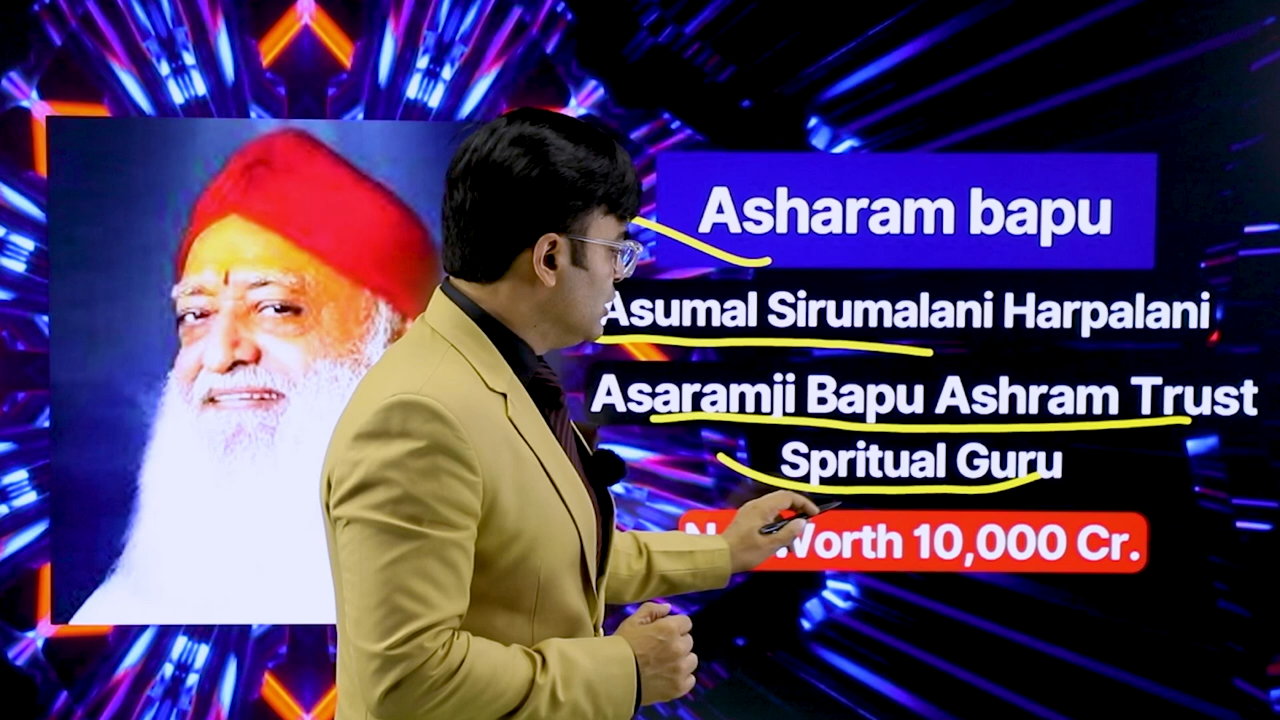 Asharam bapu
Asumal Sirumalani Harpalani
Asaramji Bapu Ashram Trust
Spritual Guru
Worth 10,000 Cr.